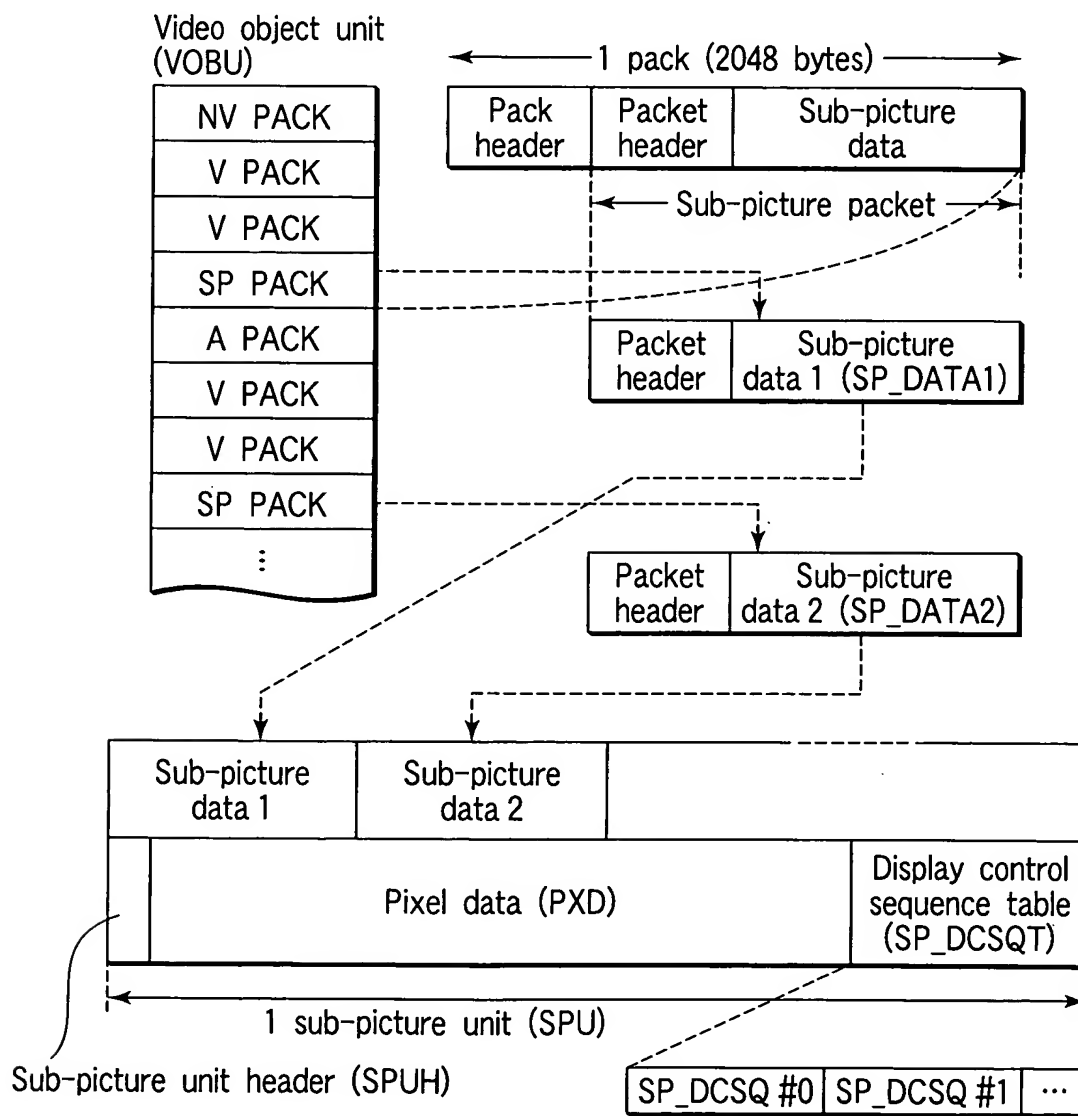 Video object unit
(VOBU)
1 pack (2048 bytes)
NV PACK
V PACK
V PACK
SP PACK
A PACK
V PACK
V PACK
SP PACK
⋮
Pack
header
Packet
header
Sub-picture
data
Sub-picture packet
Packet
header
Sub-picture
data 1 (SP_DATA1)
Packet
header
Sub-picture
data 2 (SP_DATA2)
Sub-picture
data 1
Sub-picture
data 2
Pixel data (PXD)
Display control
sequence table
(SP_DCSQT)
1 sub-picture unit (SPU)
Sub-picture unit header (SPUH)
SP_DCSQ #0
SP_DCSQ #1
⋯